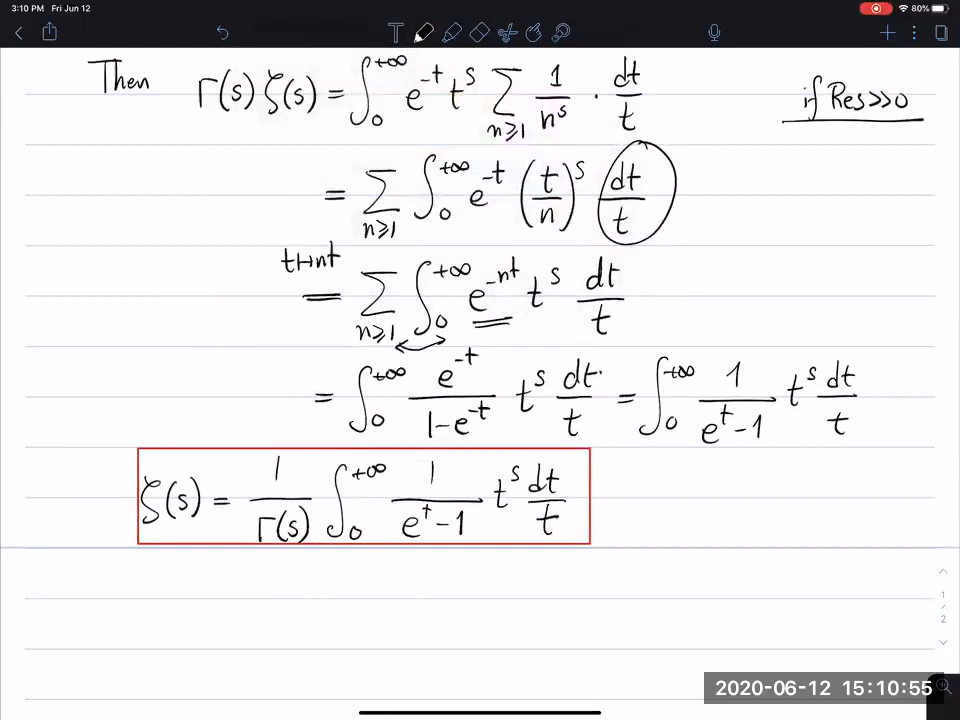 3:10 PM Fri Jun 12
80%
Then Γ(s) ζ(s) = ∫₀^{+∞} e^{-t} t^s ∑_{n⩾1} 1/n^s · dt/t if Re s >> 0
= ∑_{n⩾1} ∫₀^{+∞} e^{-t} (t/n)^s dt/t
t↦nt = ∑_{n⩾1} ∫₀^{+∞} e^{-nt} t^s dt/t
= ∫₀^{+∞} e^{-t}/(1-e^{-t}) t^s dt/t = ∫₀^{+∞} 1/(e^t-1) t^s dt/t
ζ(s) = 1/Γ(s) ∫₀^{+∞} 1/(e^t-1) t^s dt/t
1/2
2020-06-12 15:10:55